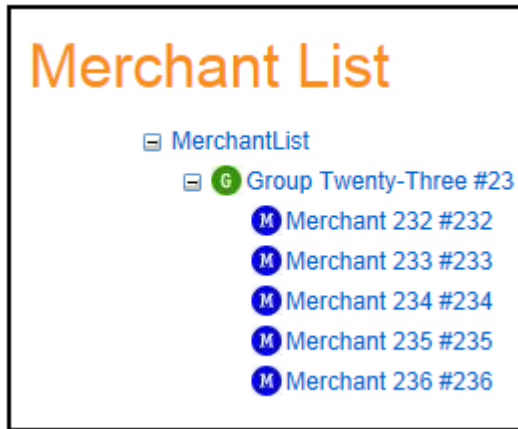 Merchant List
MerchantList
G Group Twenty-Three #23
M Merchant 232 #232
M Merchant 233 #233
M Merchant 234 #234
M Merchant 235 #235
M Merchant 236 #236